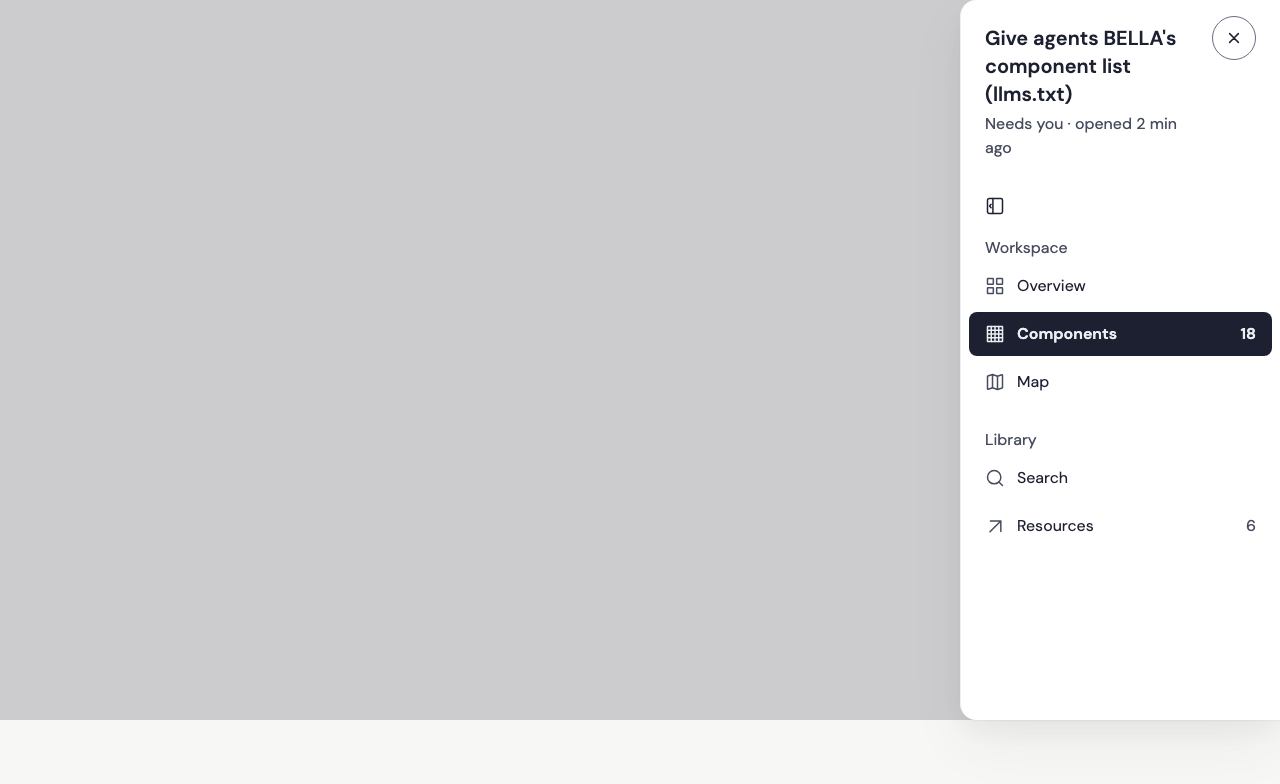 Give agents BELLA's
component list
(llms.txt)
Needs you · opened 2 min
ago
Workspace
Overview
Components 18
Map
Library
Search
Resources 6